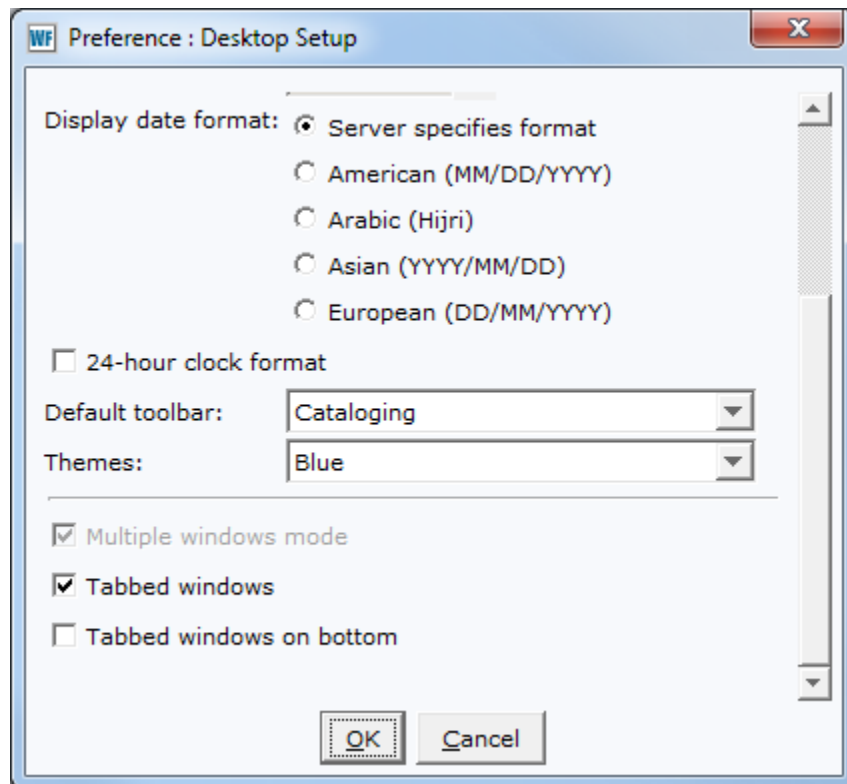 WF Preference : Desktop Setup
Display date format:
Server specifies format
American (MM/DD/YYYY)
Arabic (Hijri)
Asian (YYYY/MM/DD)
European (DD/MM/YYYY)
24-hour clock format
Default toolbar: Cataloging
Themes: Blue
Multiple windows mode
Tabbed windows
Tabbed windows on bottom
OK Cancel